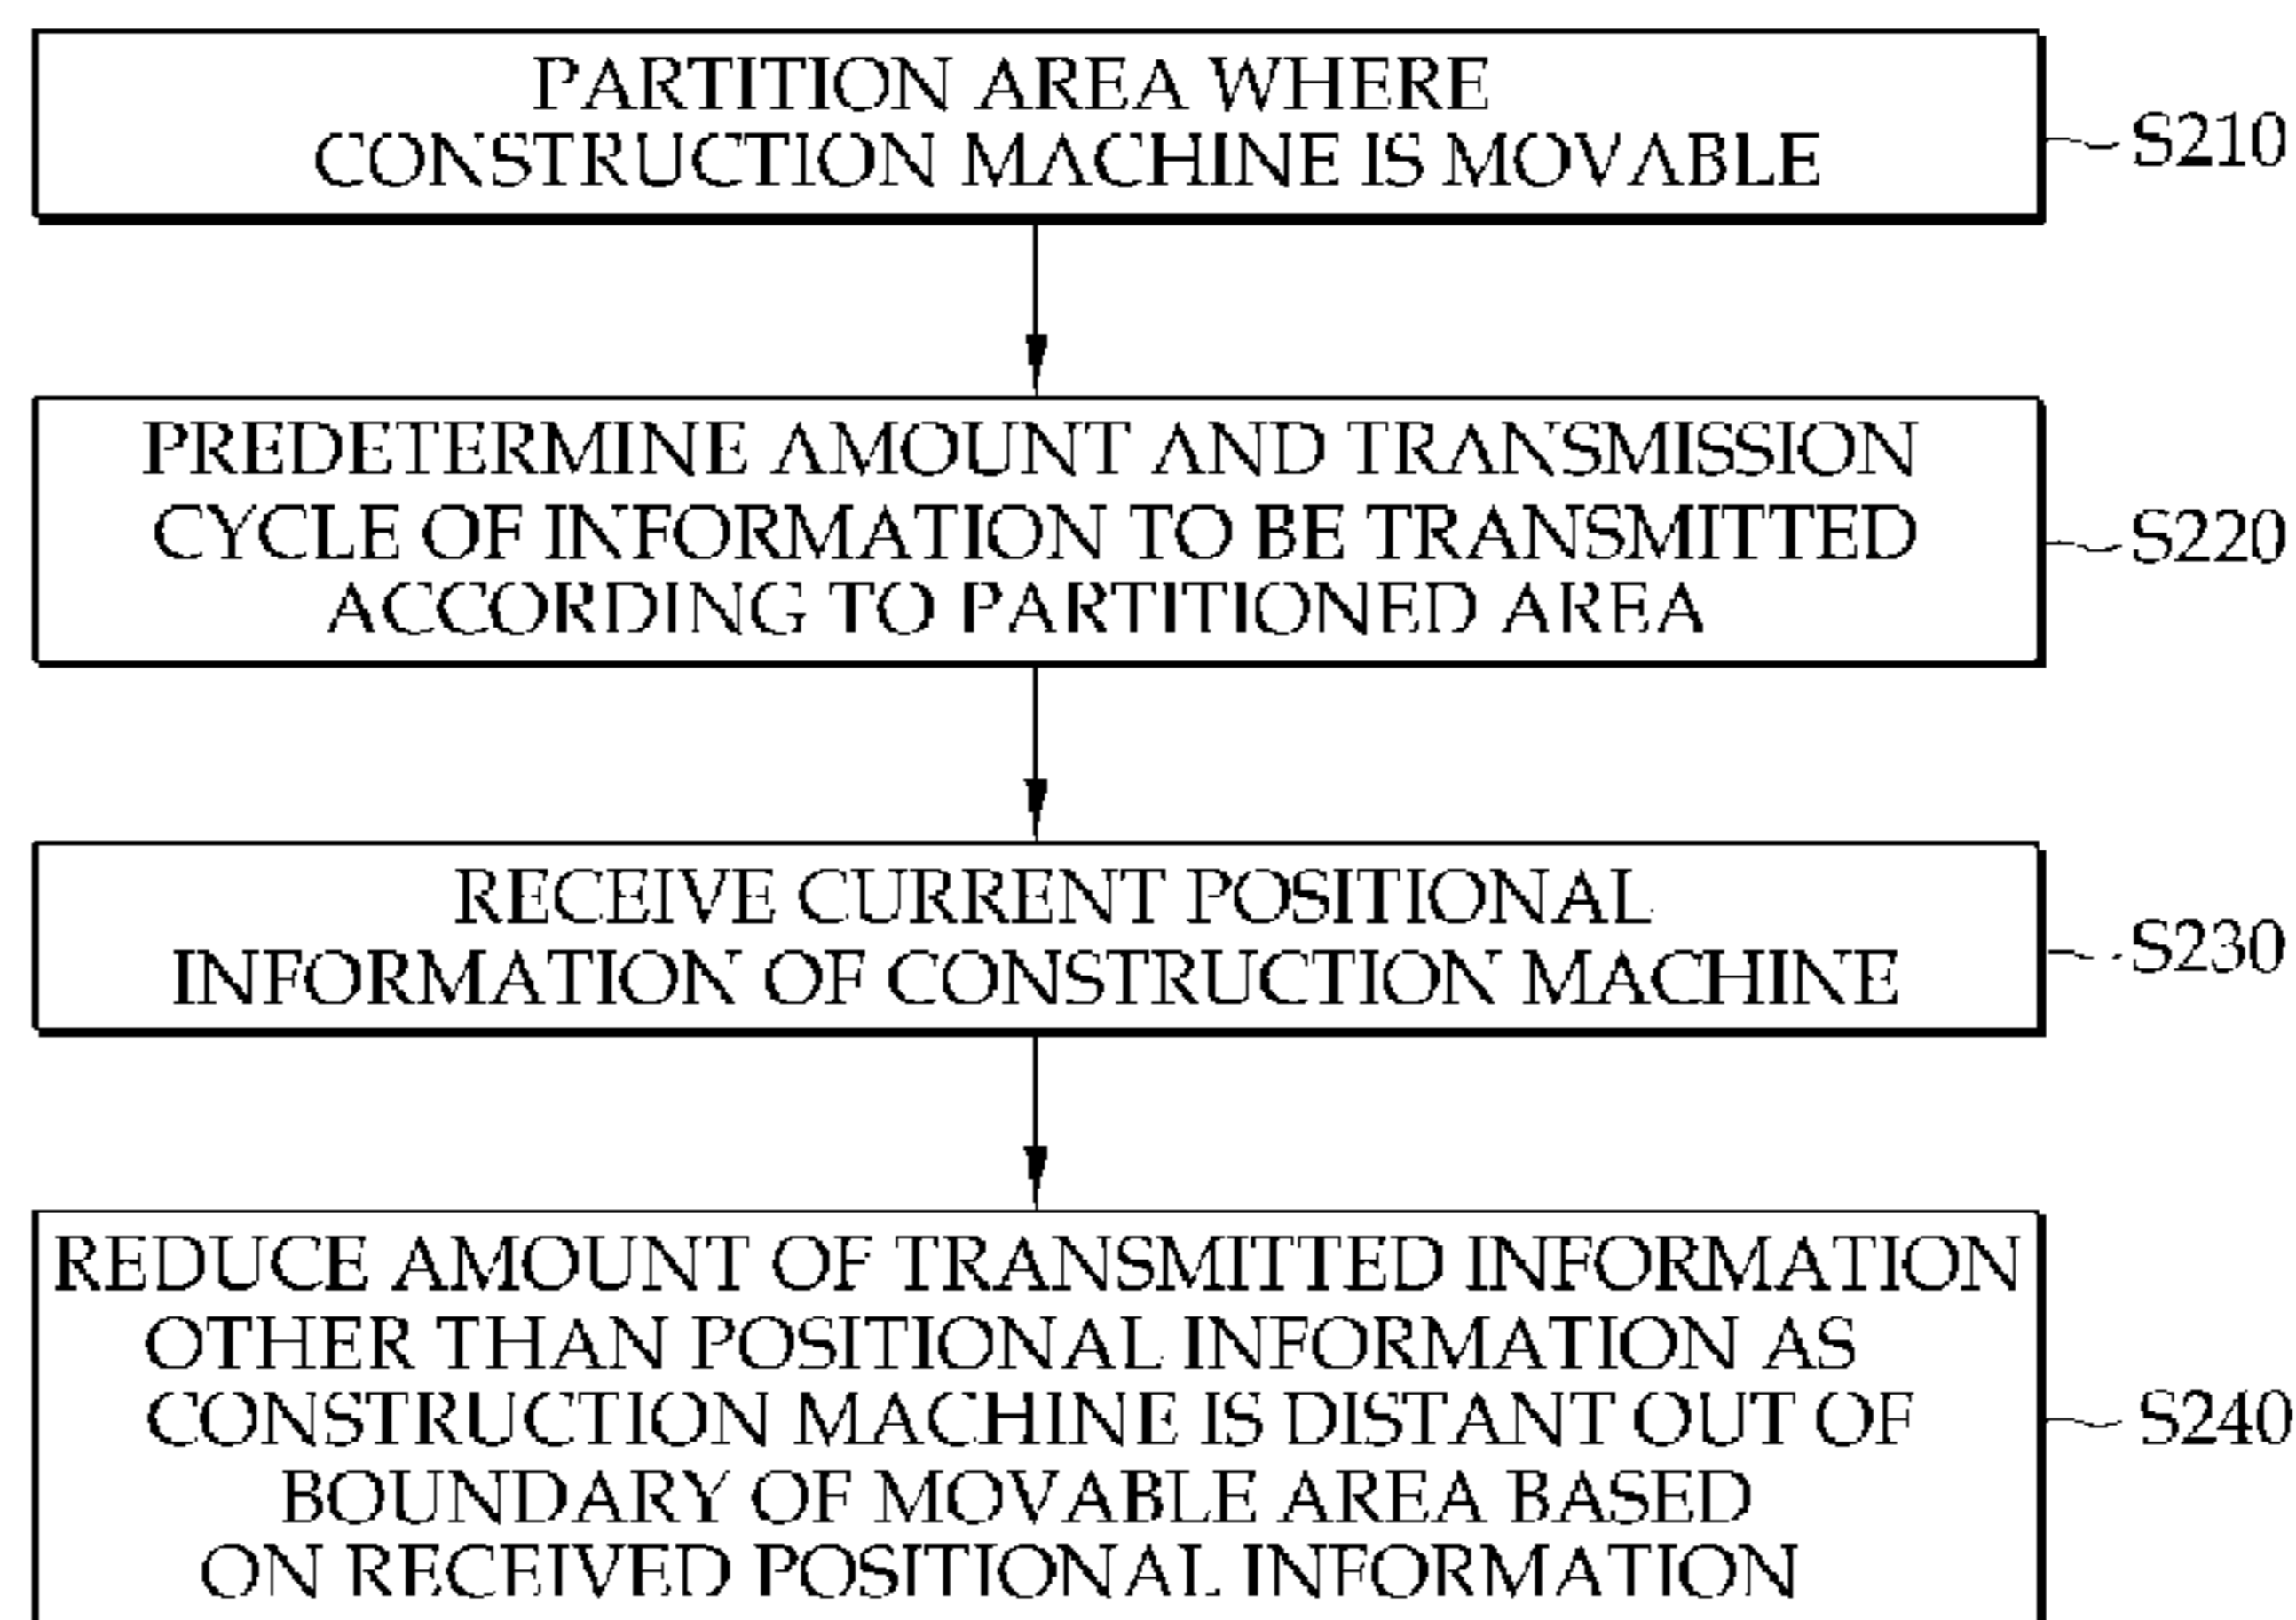 PARTITION AREA WHERE
CONSTRUCTION MACHINE IS MOVABLE
S210
PREDETERMINE AMOUNT AND TRANSMISSION
CYCLE OF INFORMATION TO BE TRANSMITTED
ACCORDING TO PARTITIONED AREA
S220
RECEIVE CURRENT POSITIONAL
INFORMATION OF CONSTRUCTION MACHINE
S230
REDUCE AMOUNT OF TRANSMITTED INFORMATION
OTHER THAN POSITIONAL INFORMATION AS
CONSTRUCTION MACHINE IS DISTANT OUT OF
BOUNDARY OF MOVABLE AREA BASED
ON RECEIVED POSITIONAL INFORMATION
S240